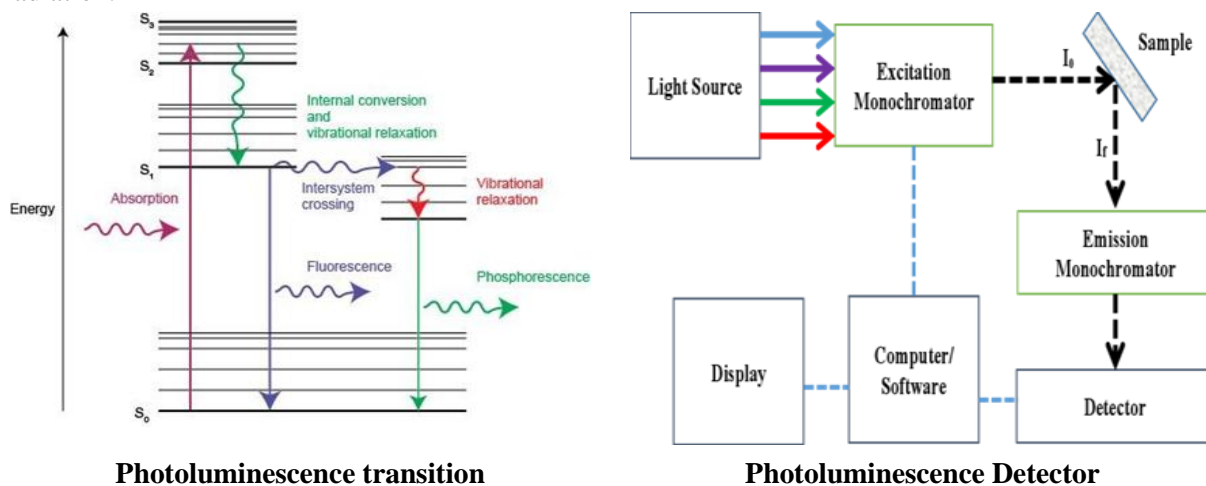 S3
S2
Internal conversion
and
vibrational relaxation
S1
Intersystem
crossing
Vibrational
relaxation
Absorption
Energy
Fluorescence
Phosphorescence
S0
Photoluminescence transition
Light Source
Excitation
Monochromator
I0
Sample
If
Emission
Monochromator
Display
Computer/
Software
Detector
Photoluminescence Detector